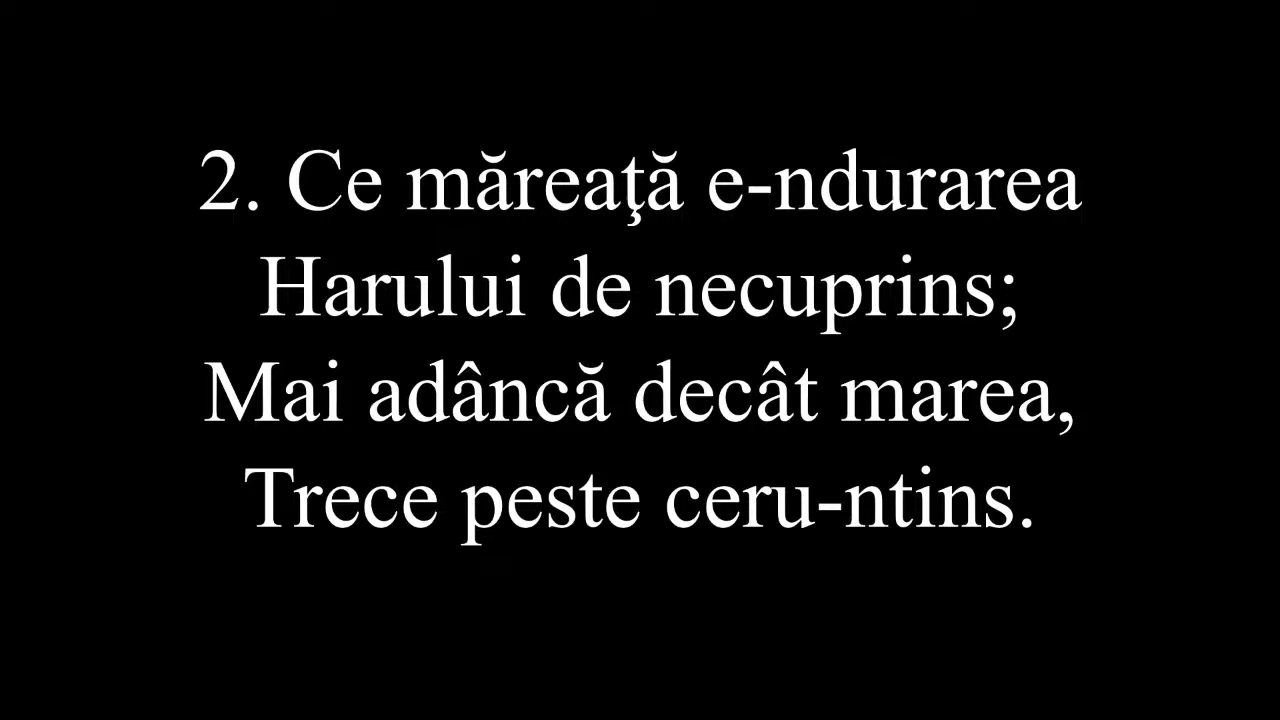 2. Ce măreaţă e-ndurarea
Harului de necuprins;
Mai adâncă decât marea,
Trece peste ceru-ntins.